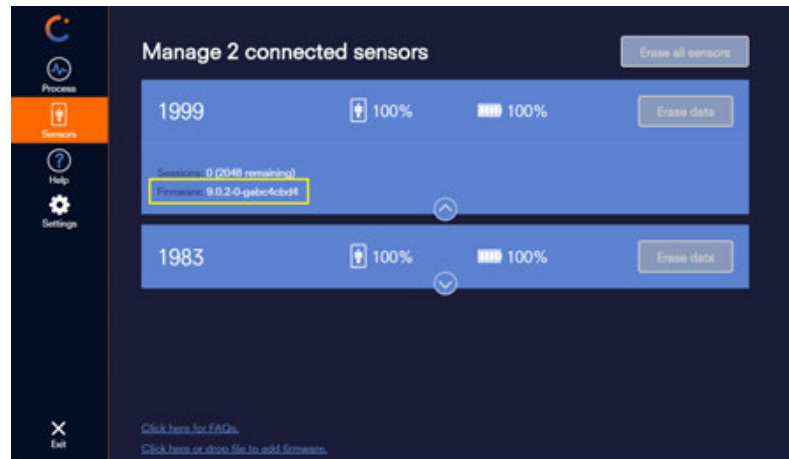 Manage 2 connected sensors
Erase all sensors
Process
Sensors
Help
Settings
1999
100%
100%
Erase data
Sessions: 0 (2048 remaining)
Firmware: 9.0.2-0-gabc4cbd4
1983
100%
100%
Erase data
Click here for FAQs.
Click here or drop file to add firmware.
Exit